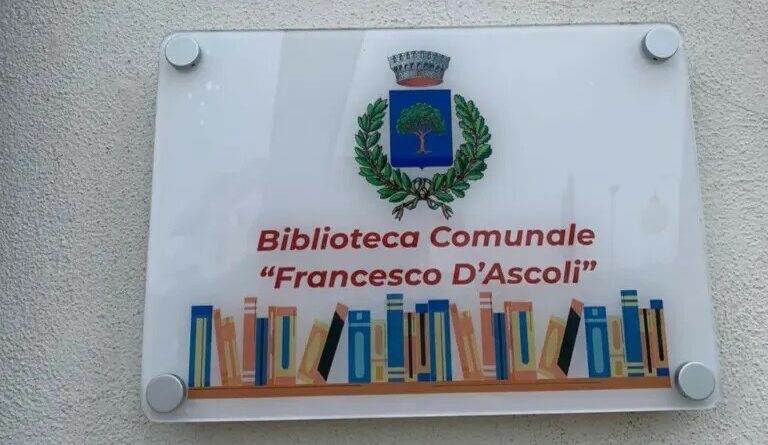 Biblioteca Comunale
“Francesco D’Ascoli”